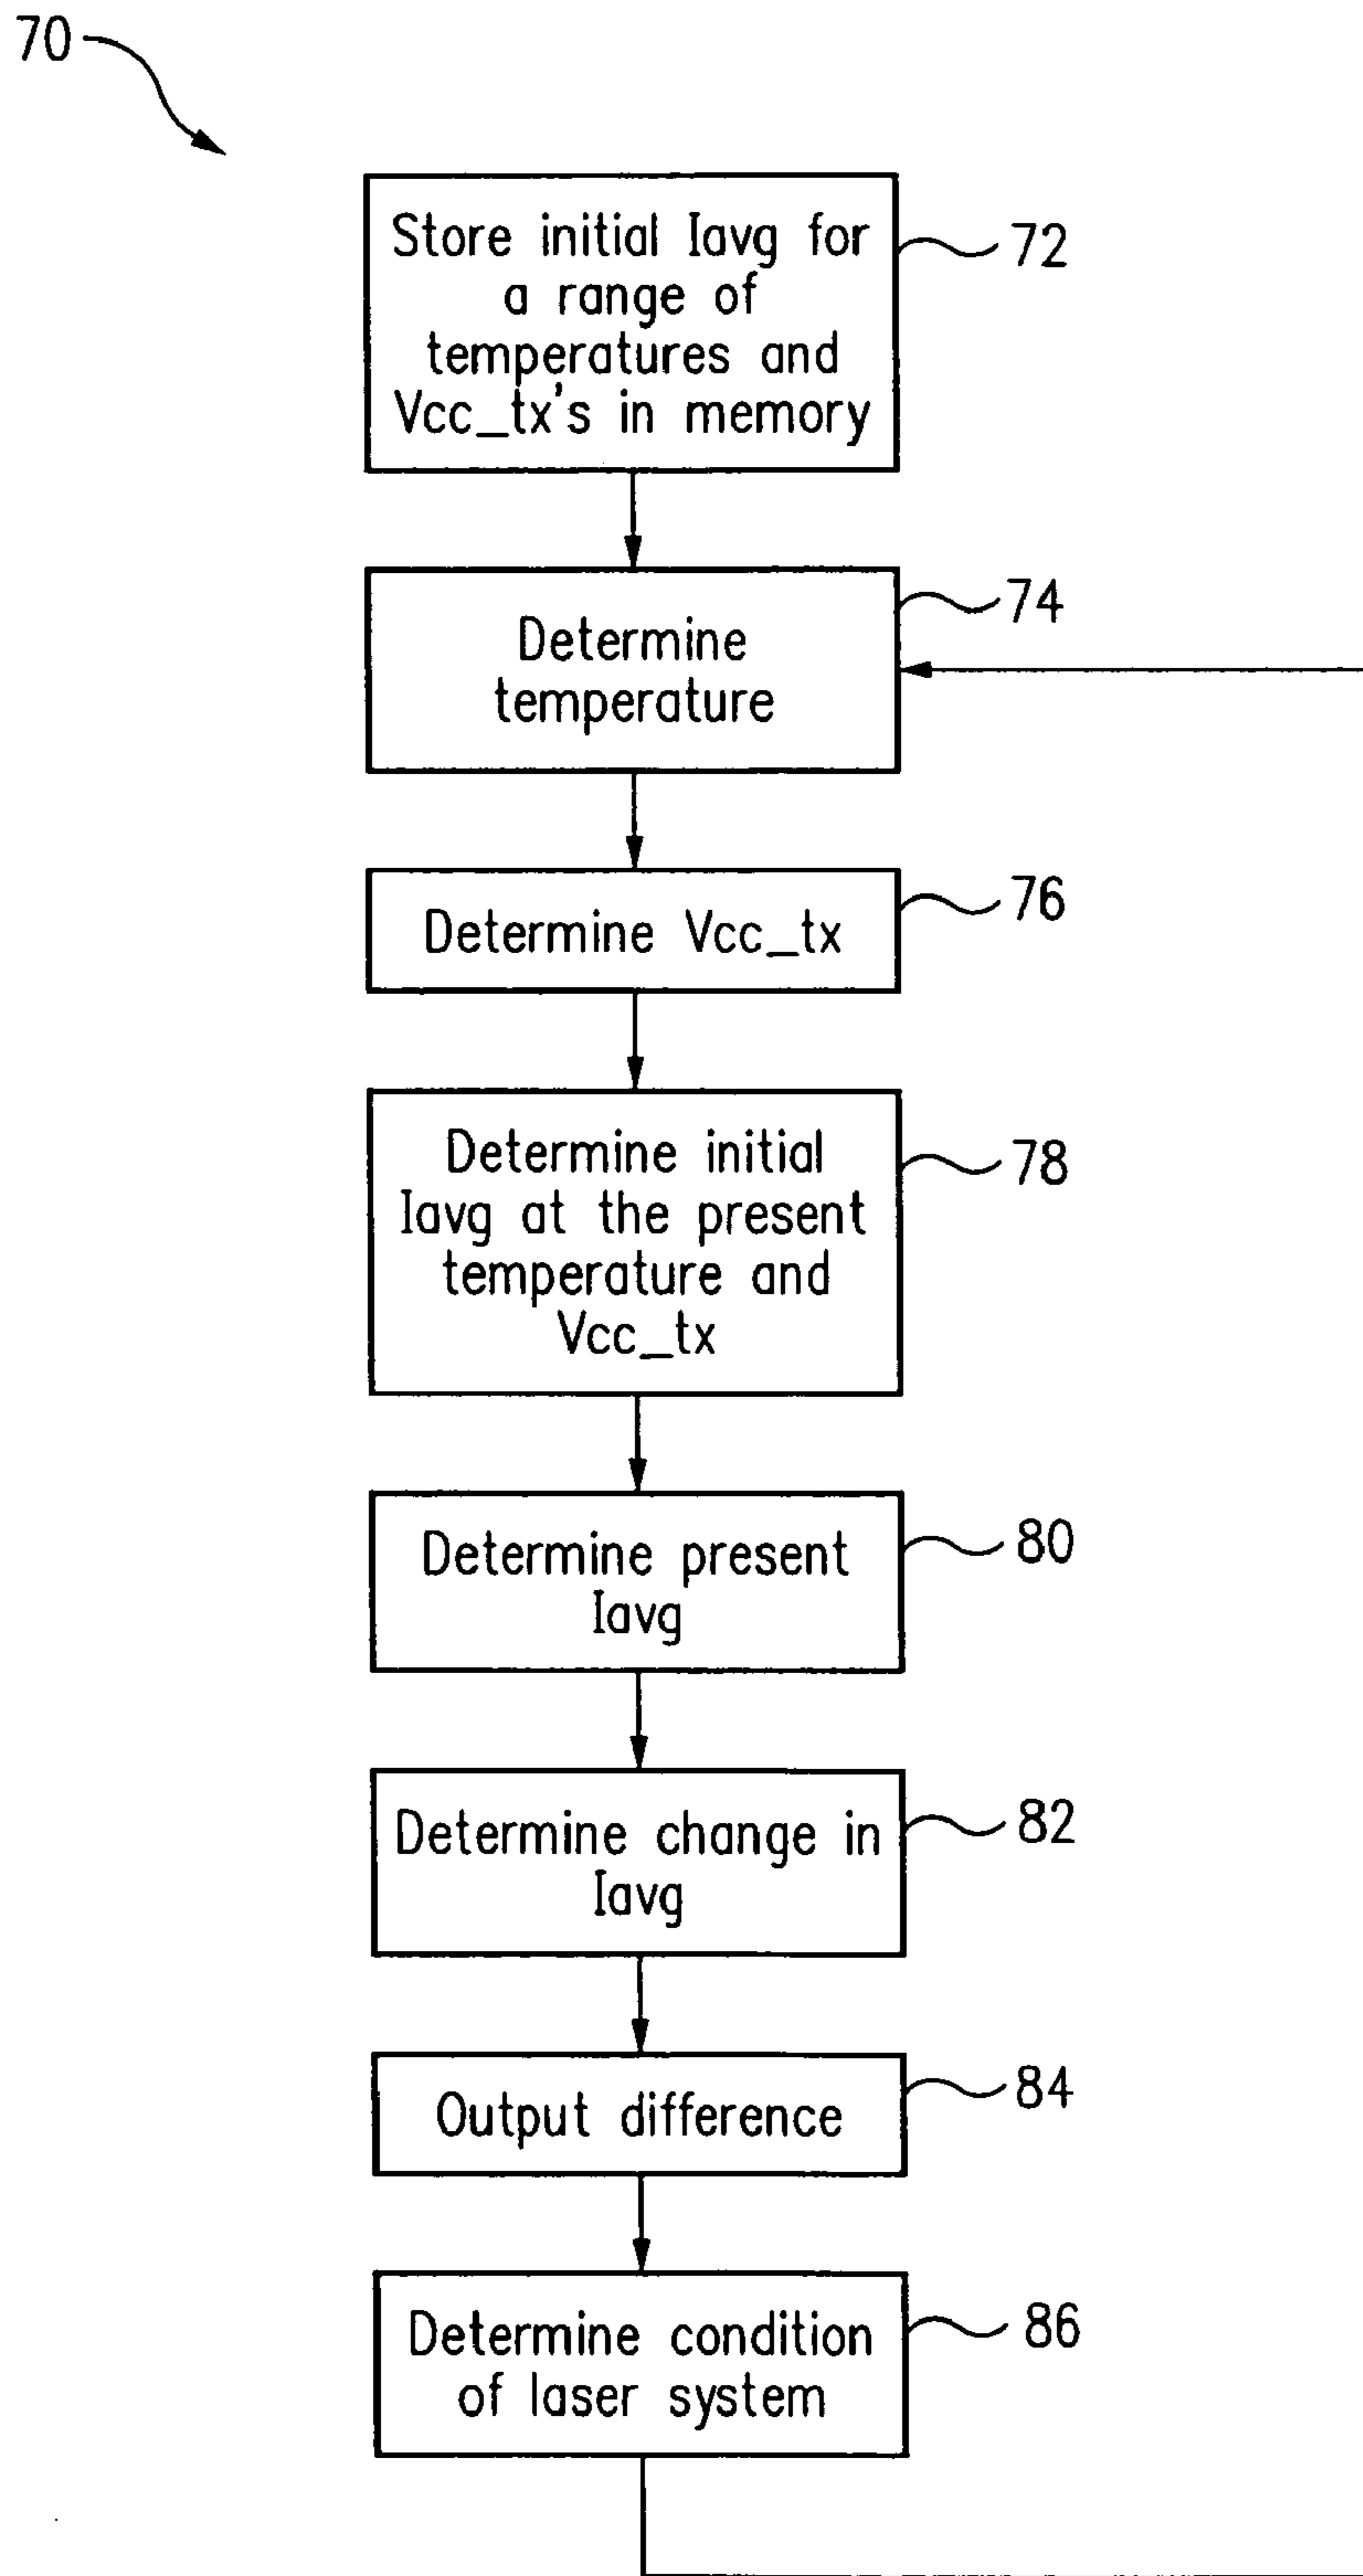 70
Store initial Iavg for
a range of
temperatures and
Vcc_tx's in memory
72
Determine
temperature
74
Determine Vcc_tx
76
Determine initial
Iavg at the present
temperature and
Vcc_tx
78
Determine present
Iavg
80
Determine change in
Iavg
82
Output difference
84
Determine condition
of laser system
86